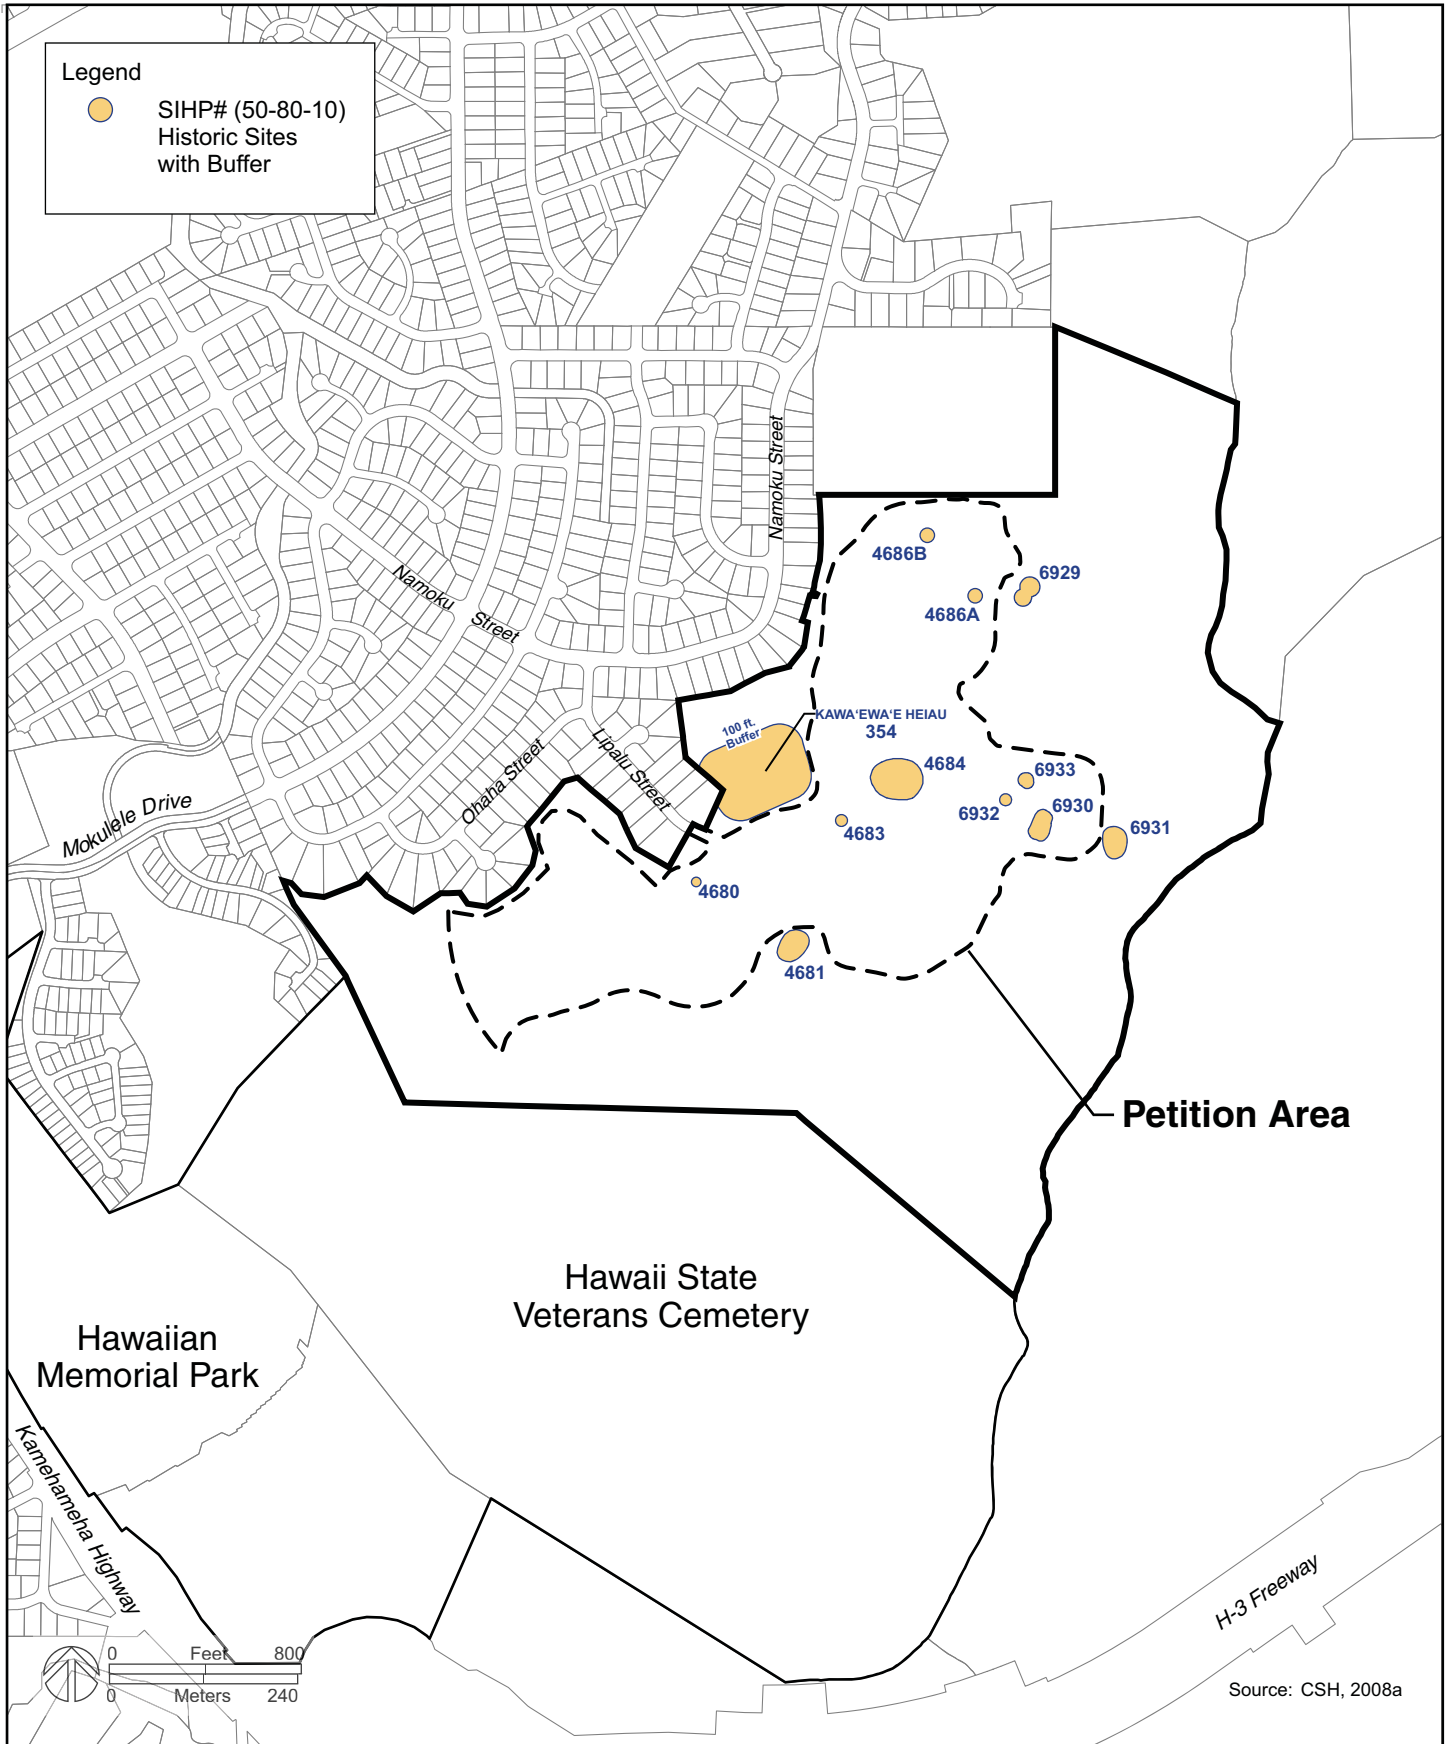 Legend
SIHP# (50-80-10)
Historic Sites
with Buffer
Namoku Street
4686B
6929
4686A
Namoku Street
100 ft.
Buffer
KAWAʻEWAʻE HEIAU
354
Lipalu Street
Ohaha Street
4684
6933
6932
6930
6931
4683
Mokulele Drive
4680
4681
Petition Area
Hawaii State
Veterans Cemetery
Hawaiian
Memorial Park
Kamehameha Highway
H-3 Freeway
0 Feet 800
0 Meters 240
Source: CSH, 2008a